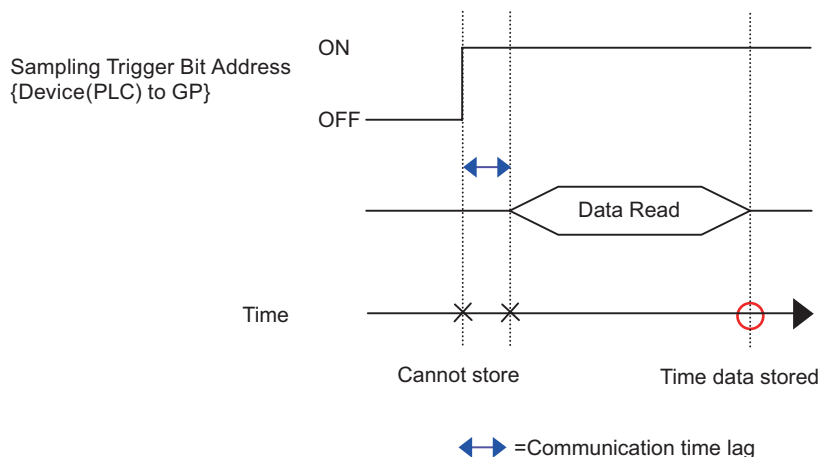 ON
Sampling Trigger Bit Address
{Device(PLC) to GP}
OFF
Data Read
Time
Cannot store
Time data stored
=Communication time lag